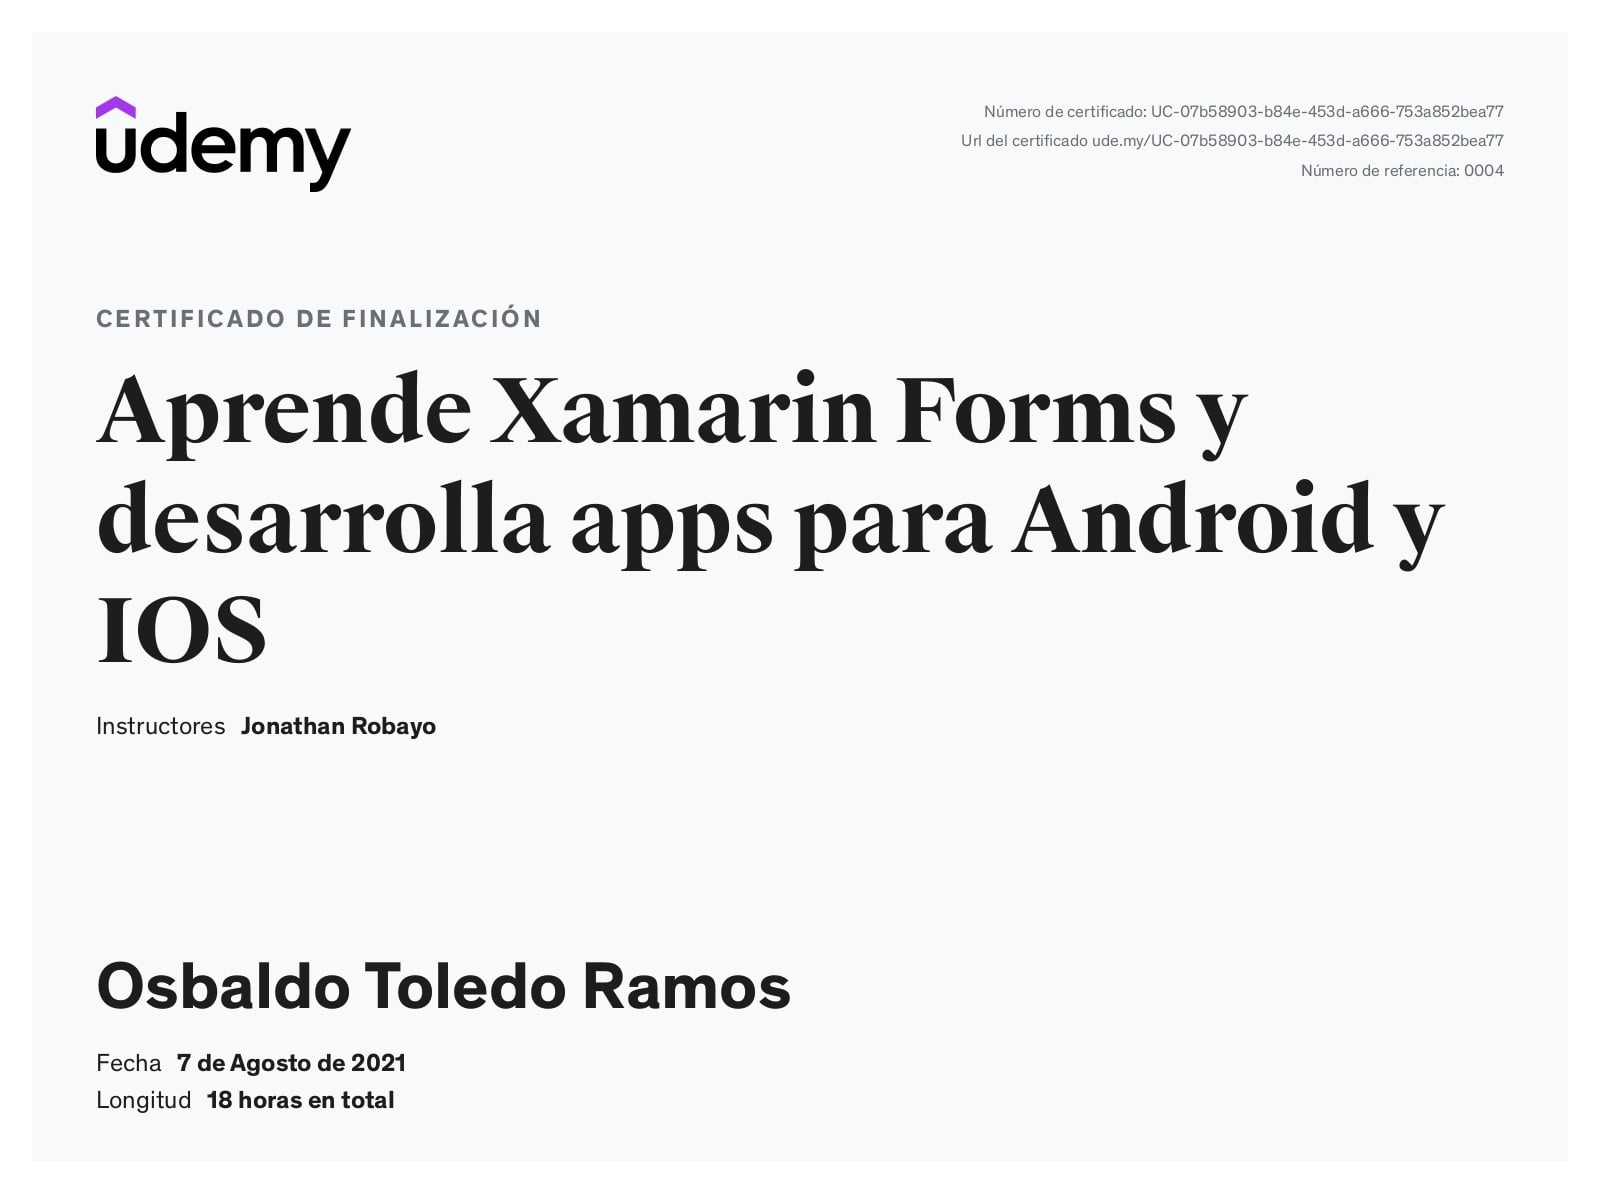 udemy
Número de certificado: UC-07b58903-b84e-453d-a666-753a852bea77
Url del certificado ude.my/UC-07b58903-b84e-453d-a666-753a852bea77
Número de referencia: 0004
CERTIFICADO DE FINALIZACIÓN
Aprende Xamarin Forms y
desarrolla apps para Android y
IOS
Instructores Jonathan Robayo
Osbaldo Toledo Ramos
Fecha 7 de Agosto de 2021
Longitud 18 horas en total